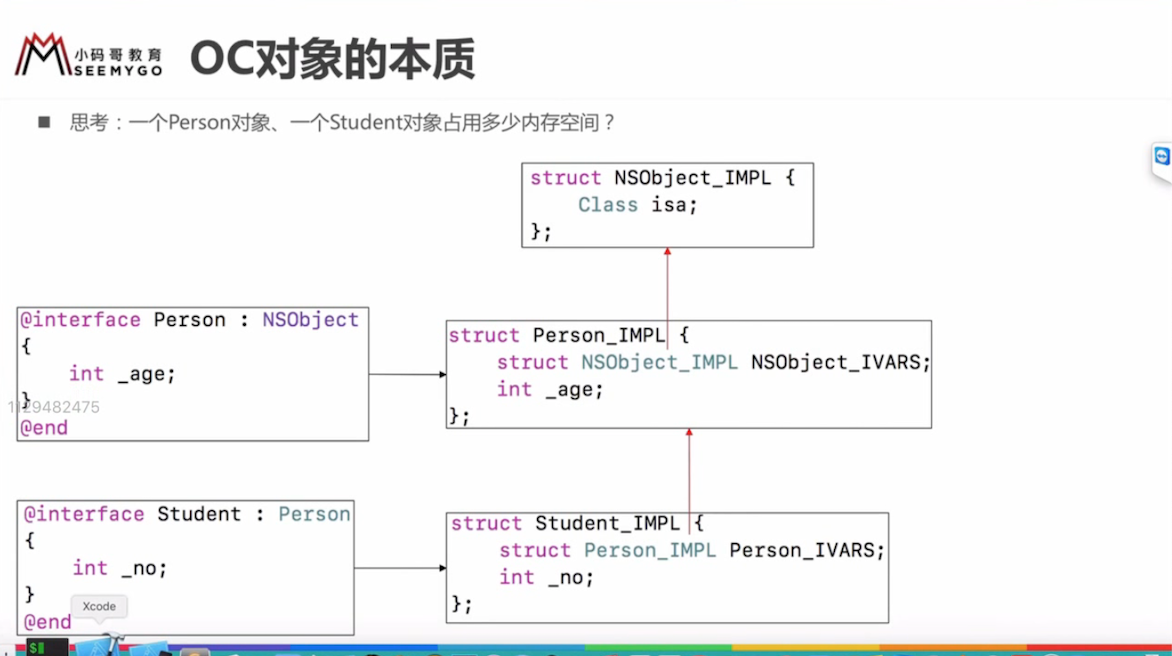 小码哥教育
SEEMYGO
OC对象的本质
■ 思考：一个Person对象、一个Student对象占用多少内存空间？
struct NSObject_IMPL {
Class isa;
};
@interface Person : NSObject
{
int _age;
}
@end
1129482475
struct Person_IMPL {
struct NSObject_IMPL NSObject_IVARS;
int _age;
};
@interface Student : Person
{
int _no;
}
@end
struct Student_IMPL {
struct Person_IMPL Person_IVARS;
int _no;
};
Xcode
$